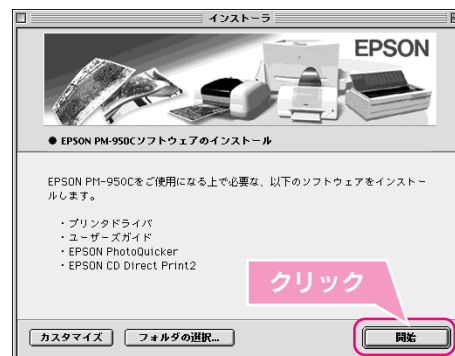 インストーラ
EPSON
● EPSON PM-950Cソフトウェアのインストール
EPSON PM-950Cをご使用になる上で必要な、以下のソフトウェアをインストー
ルします。
・プリンタドライバ
・ユーザーズガイド
・EPSON PhotoQuicker
・EPSON CD Direct Print2
クリック
カスタマイズ フォルダの選択... 開始